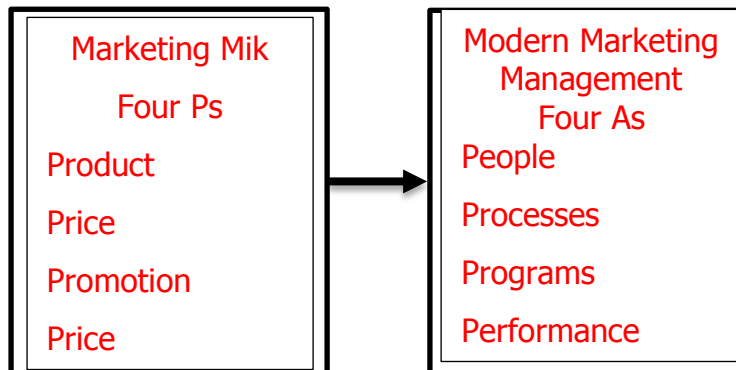 Marketing Mik
Four Ps
Product
Price
Promotion
Price
Modern Marketing
Management
Four As
People
Processes
Programs
Performance